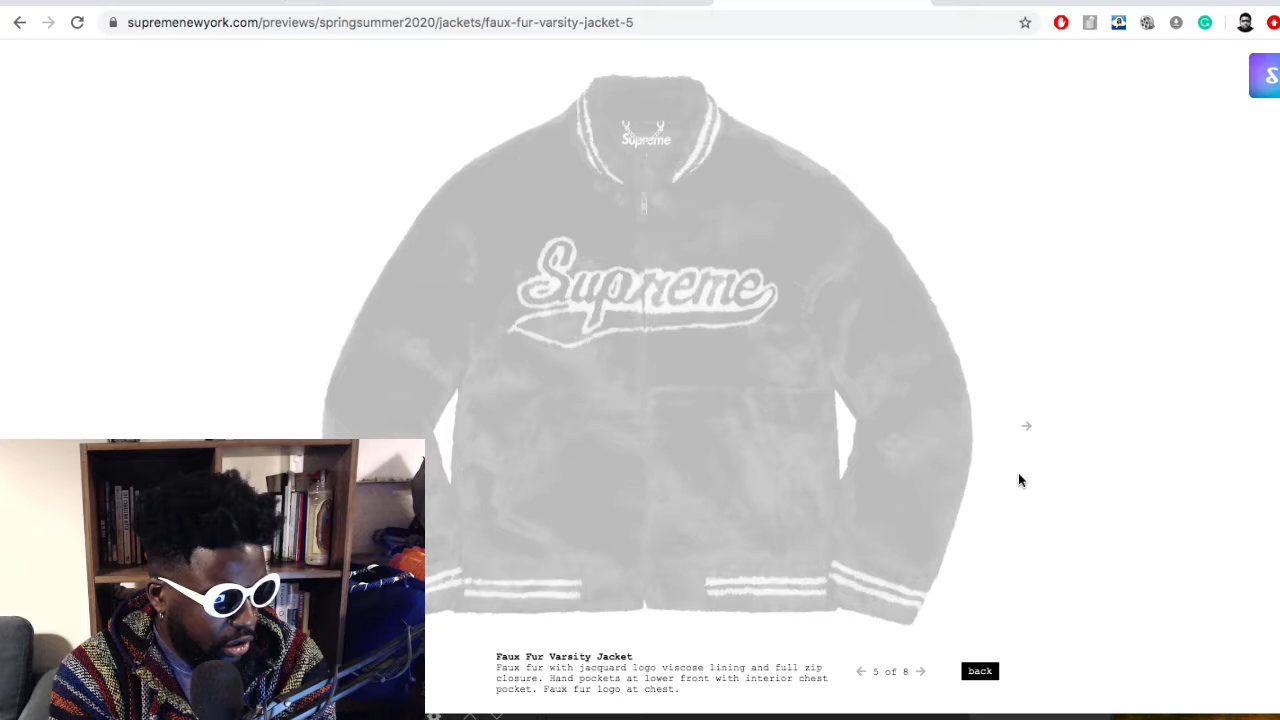 supremenewyork.com/previews/springsummer2020/jackets/faux-fur-varsity-jacket-5
Supreme
Supreme
Faux Fur Varsity Jacket
Faux fur with jacquard logo viscose lining and full zip
closure. Hand pockets at lower front with interior chest
pocket. Faux fur logo at chest.
5 of 8
back